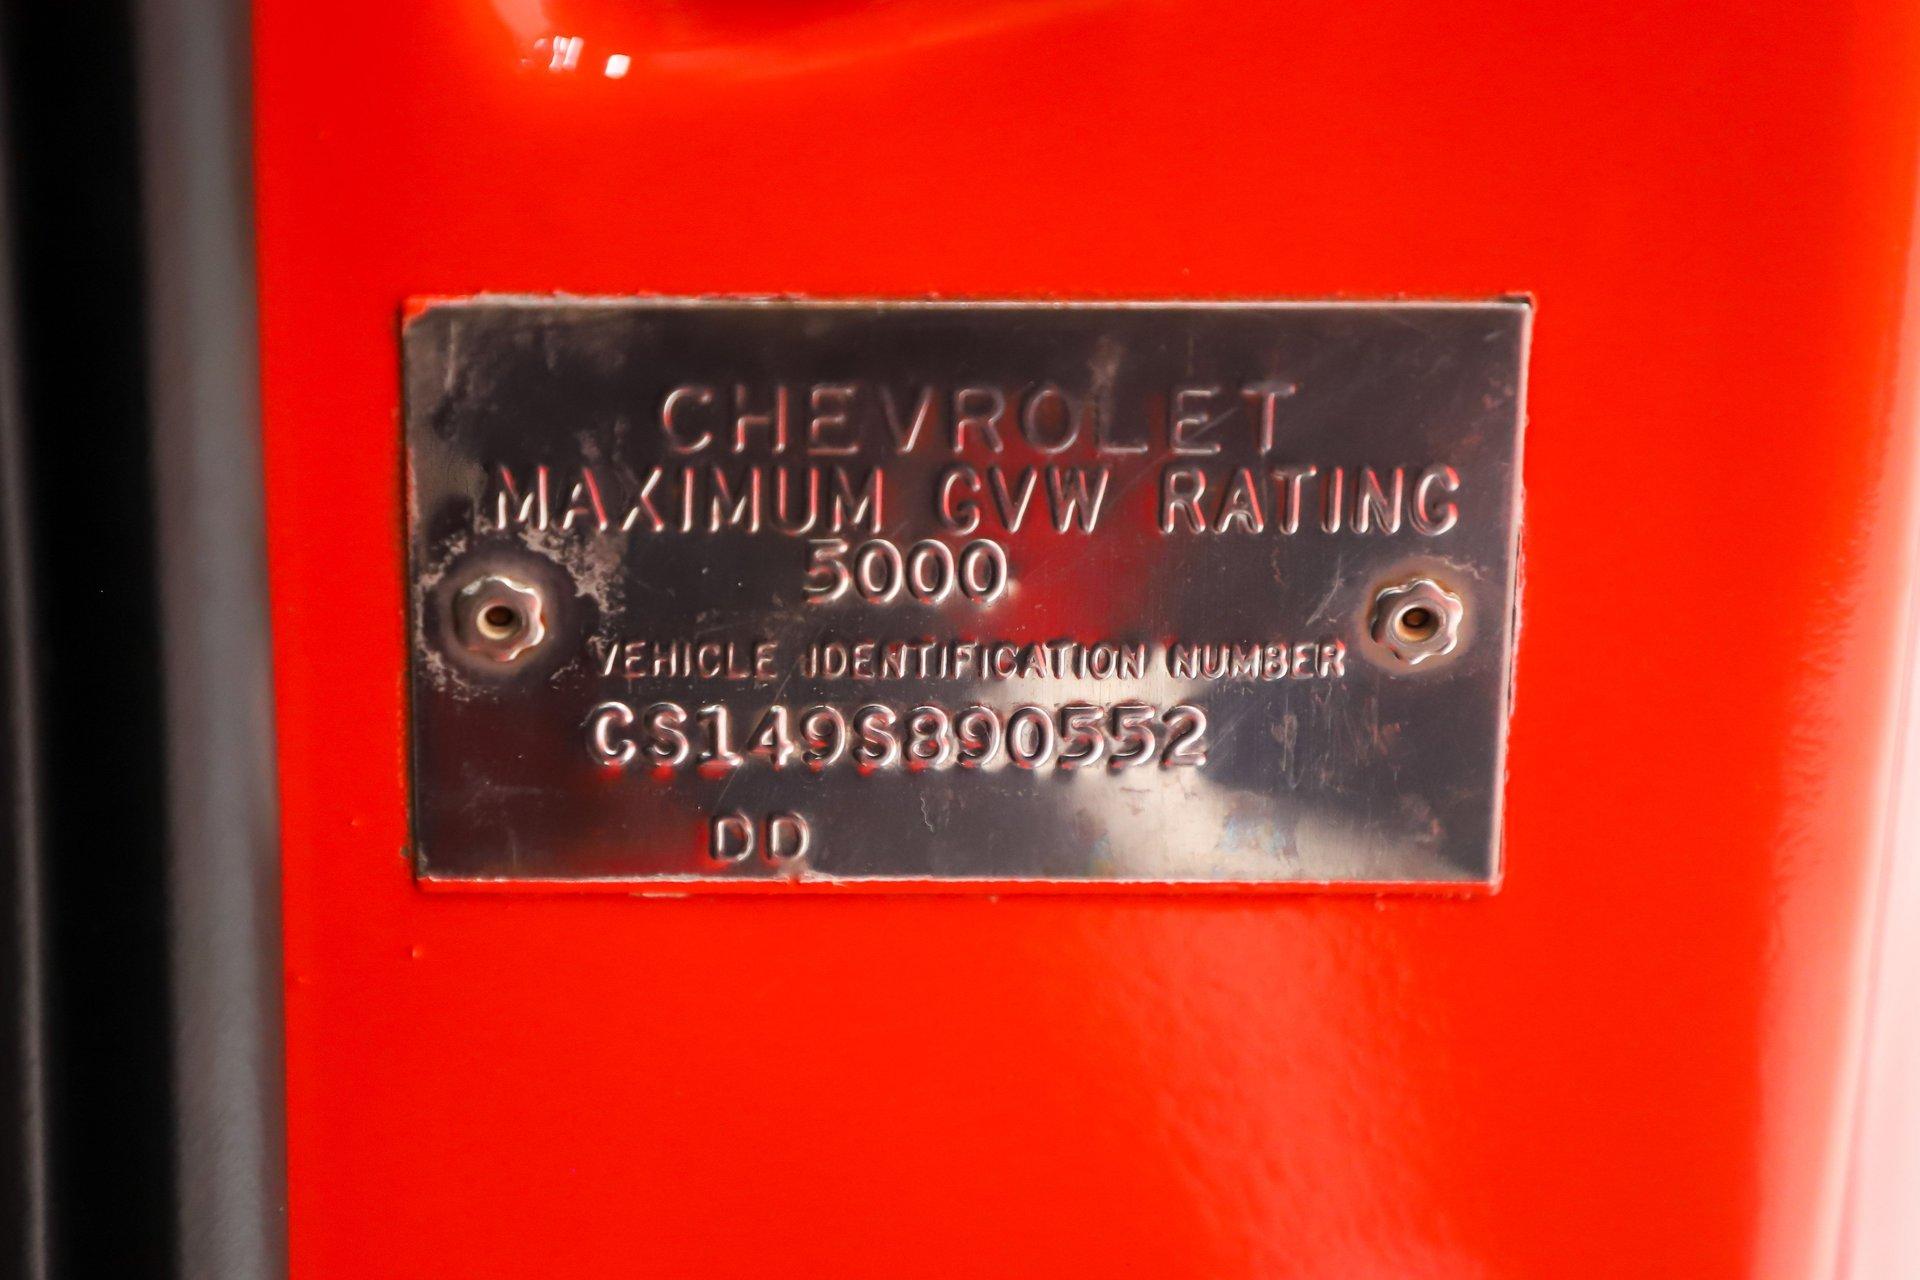 CHEVROLET
MAXIMUM GVW RATING
5000
VEHICLE IDENTIFICATION NUMBER
CS149S890552
DD